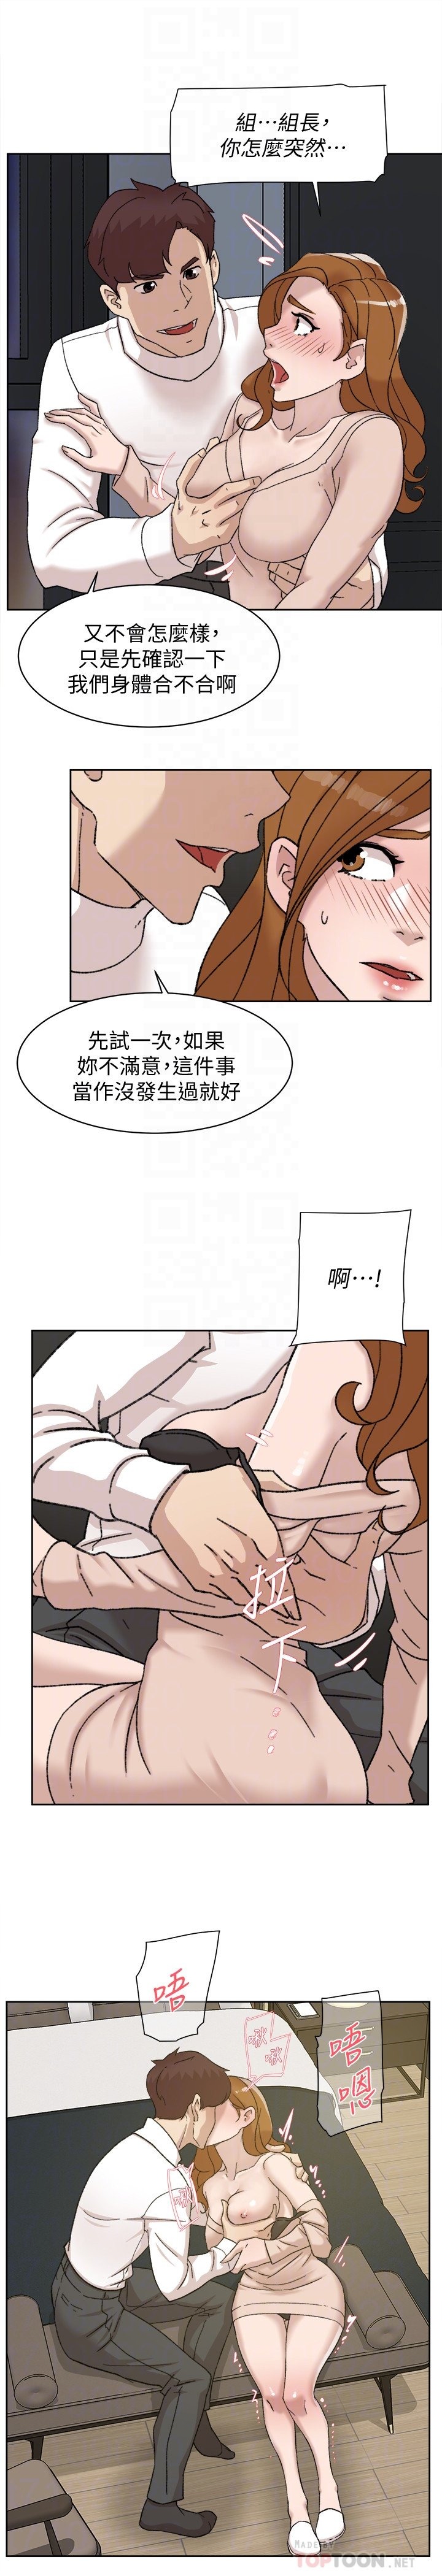 組…組長，
你怎麼突然…
又不會怎麼樣，
只是先確認一下
我們身體合不合啊
先試一次，如果
妳不滿意，這件事
當作沒發生過就好
啊…!
拉
下
唔
啾
啾
唔
嗯
啾
MADE BY
TOPTOON.NET